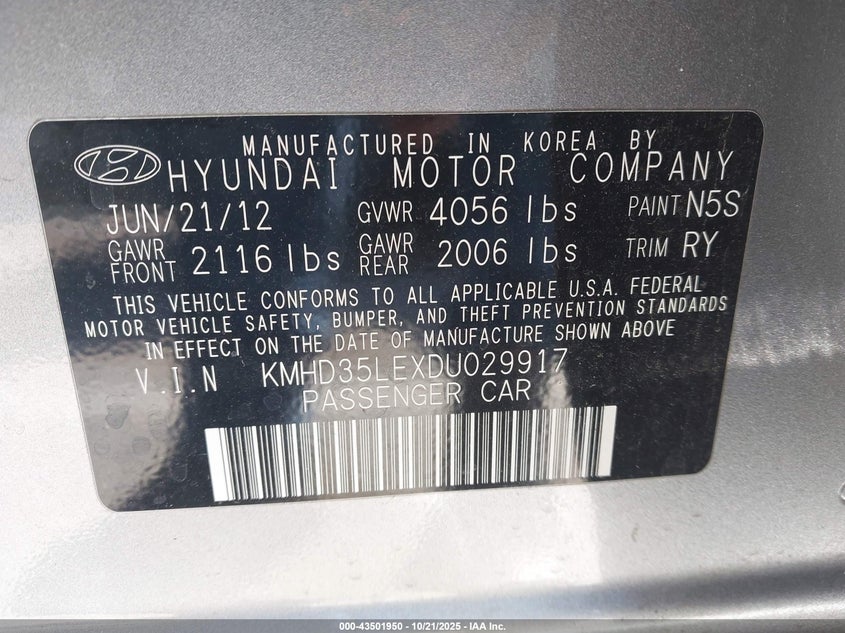 MANUFACTURED IN KOREA BY
HYUNDAI MOTOR COMPANY
JUN/21/12 GVWR 4056 lbs PAINT N5S
GAWR FRONT 2116 lbs GAWR REAR 2006 lbs TRIM RY
THIS VEHICLE CONFORMS TO ALL APPLICABLE U.S.A. FEDERAL
MOTOR VEHICLE SAFETY, BUMPER, AND THEFT PREVENTION STANDARDS
IN EFFECT ON THE DATE OF MANUFACTURE SHOWN ABOVE
V.I.N KMHD35LEXDU029917
PASSENGER CAR
000-43501950 - 10/21/2025 - IAA Inc.